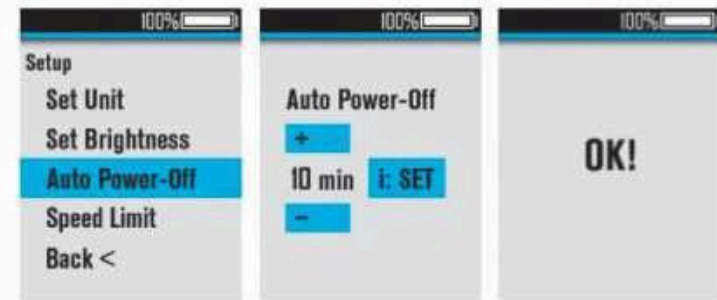 100%
Setup
Set Unit
Set Brightness
Auto Power-Off
Speed Limit
Back <
100%
Auto Power-Off
+
10 min i: SET
-
100%
OK!